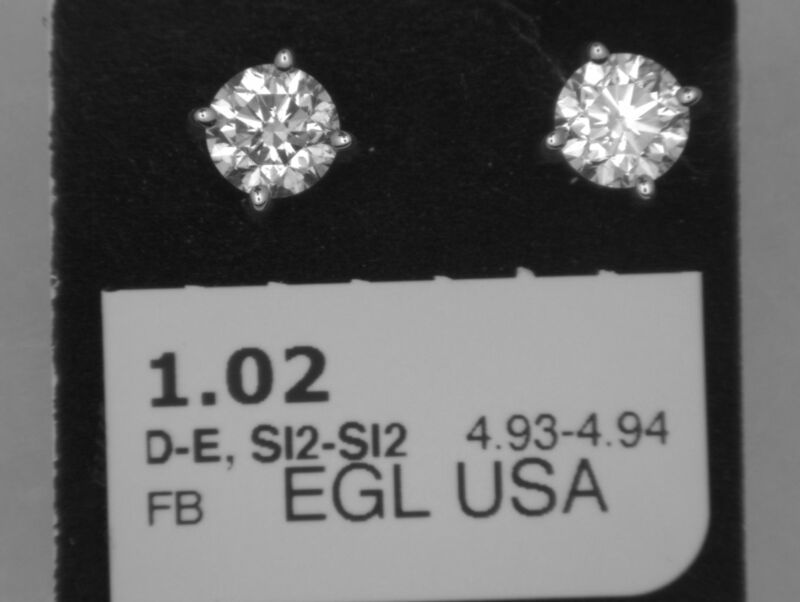 1.02
D-E, SI2-SI2 4.93-4.94
FB EGL USA